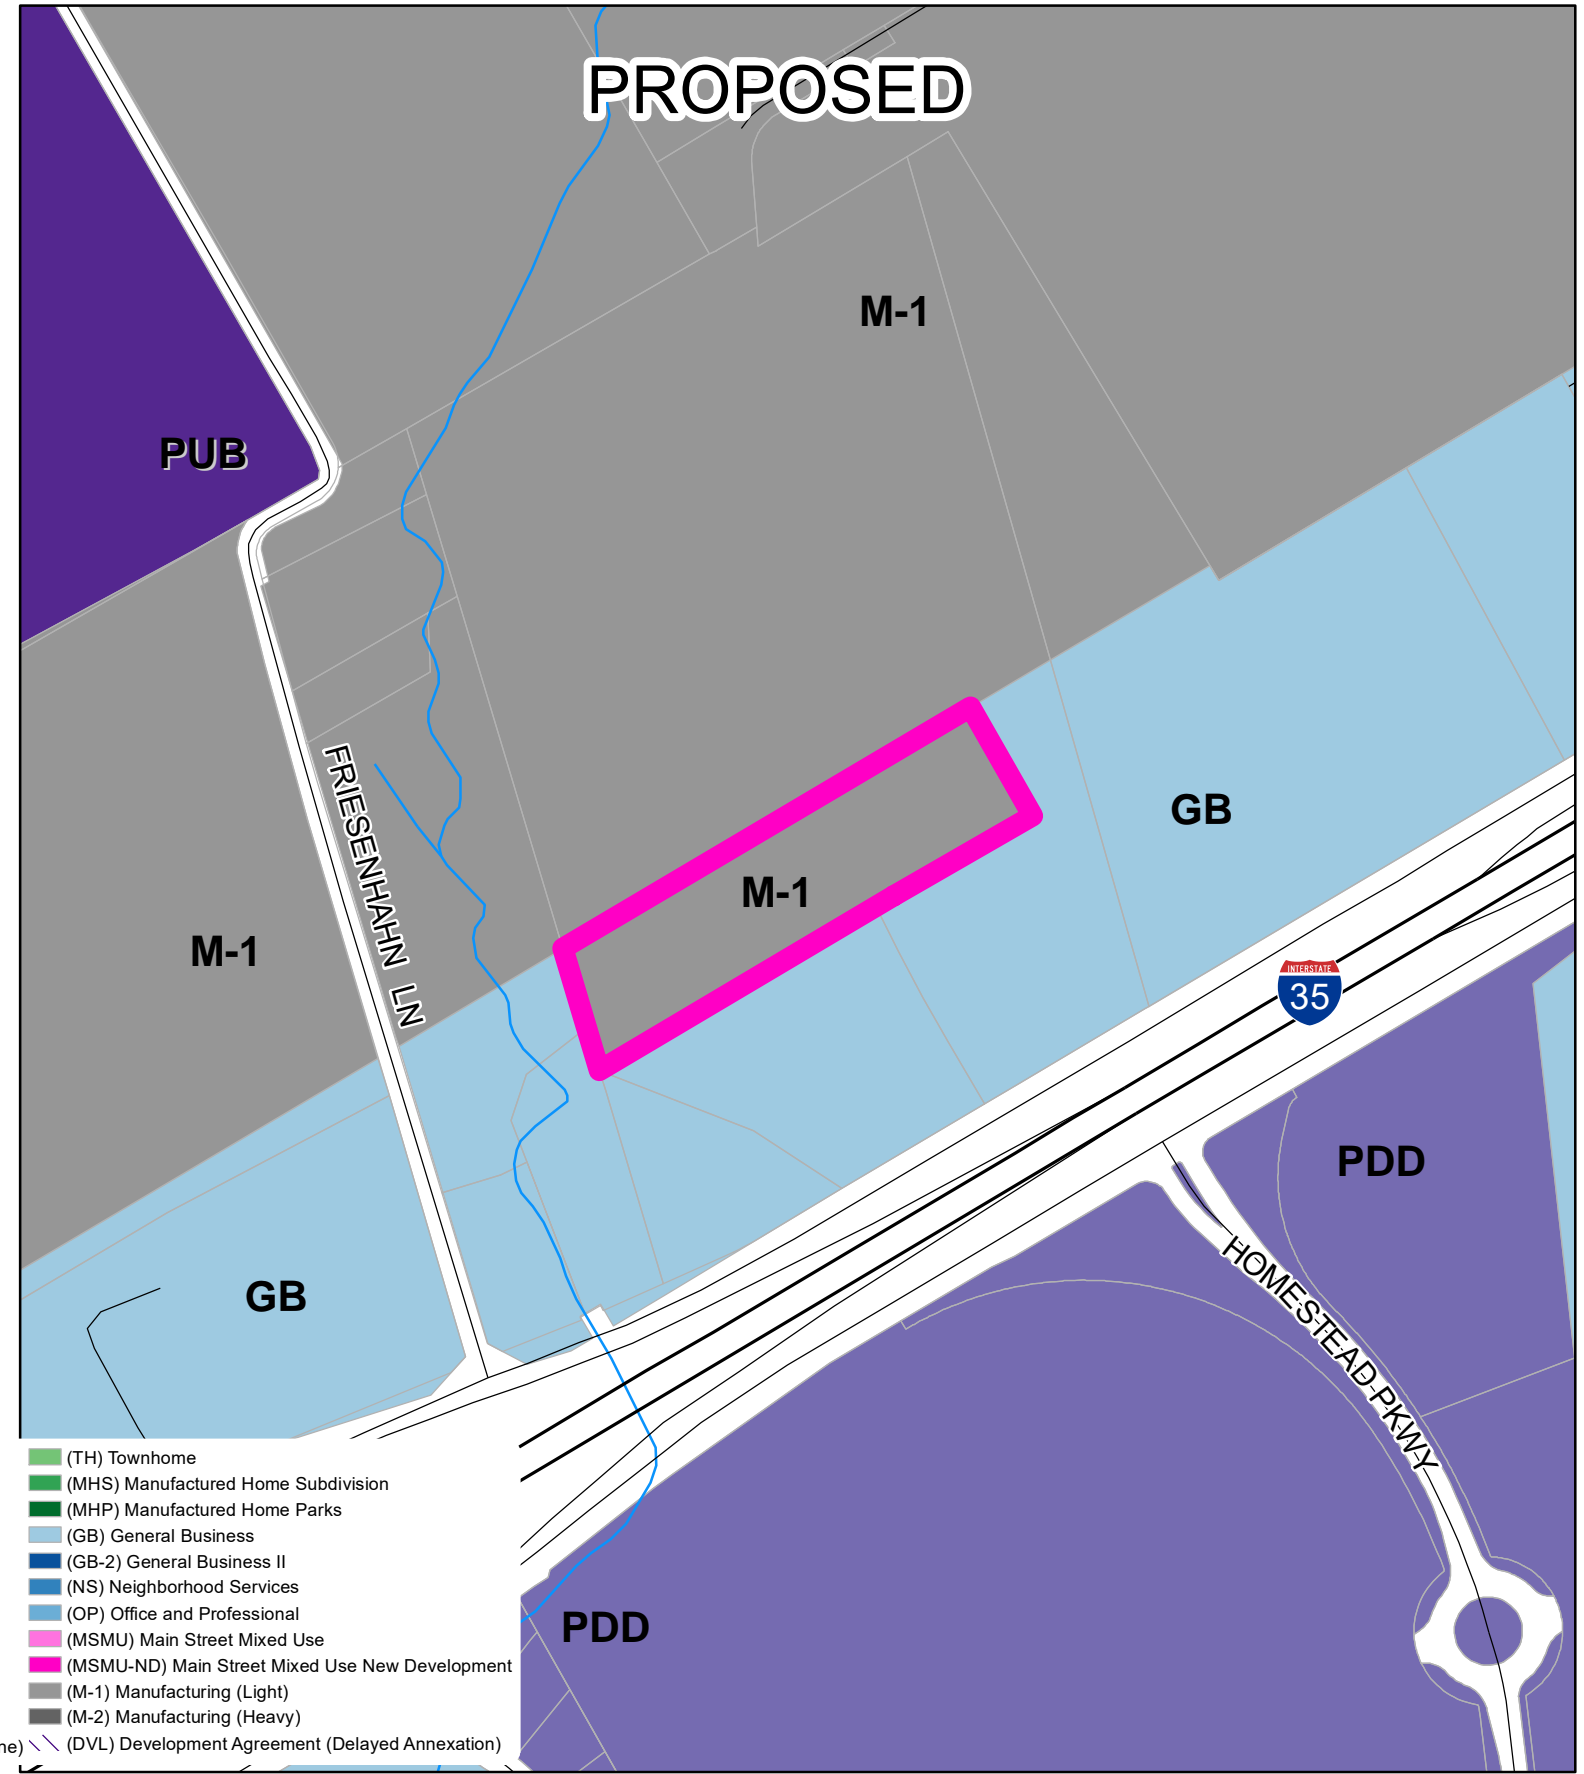 PROPOSED
M-1
PUB
GB
FRIESENHAHN LN
M-1
M-1
INTERSTATE
35
PDD
HOMESTEAD PKWY
GB
PDD
(TH) Townhome
(MHS) Manufactured Home Subdivision
(MHP) Manufactured Home Parks
(GB) General Business
(GB-2) General Business II
(NS) Neighborhood Services
(OP) Office and Professional
(MSMU) Main Street Mixed Use
(MSMU-ND) Main Street Mixed Use New Development
(M-1) Manufacturing (Light)
(M-2) Manufacturing (Heavy)
(DVL) Development Agreement (Delayed Annexation)